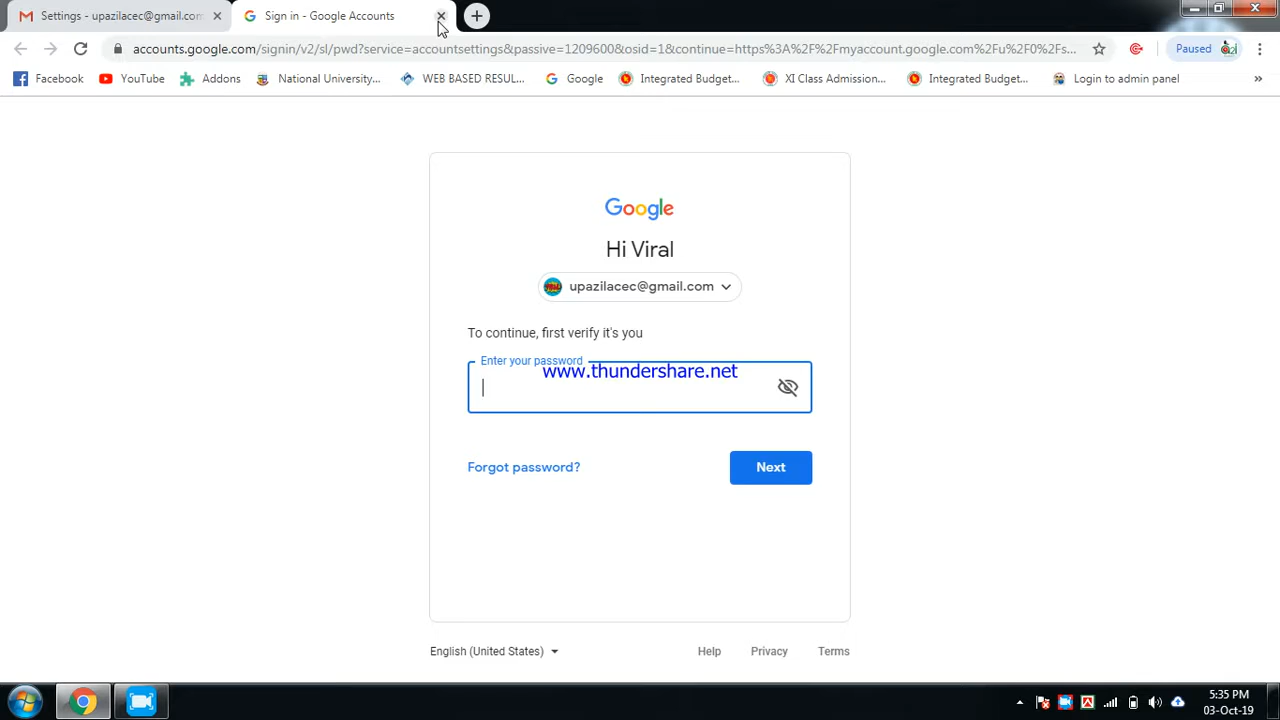 Settings - upazilacec@gmail.com
Sign in - Google Accounts
accounts.google.com/signin/v2/sl/pwd?service=accountsettings&passive=1209600&osid=1&continue=https%3A%2F%2Fmyaccount.google.com%2Fu%2F0%2Fs...
Paused
Facebook
YouTube
Addons
National University,...
WEB BASED RESUL...
Google
Integrated Budget...
XI Class Admission...
Integrated Budget...
Login to admin panel
»
Google
Hi Viral
upazilacec@gmail.com
To continue, first verify it's you
Enter your password
www.thundershare.net
Forgot password?
Next
English (United States)
Help
Privacy
Terms
5:35 PM
03-Oct-19